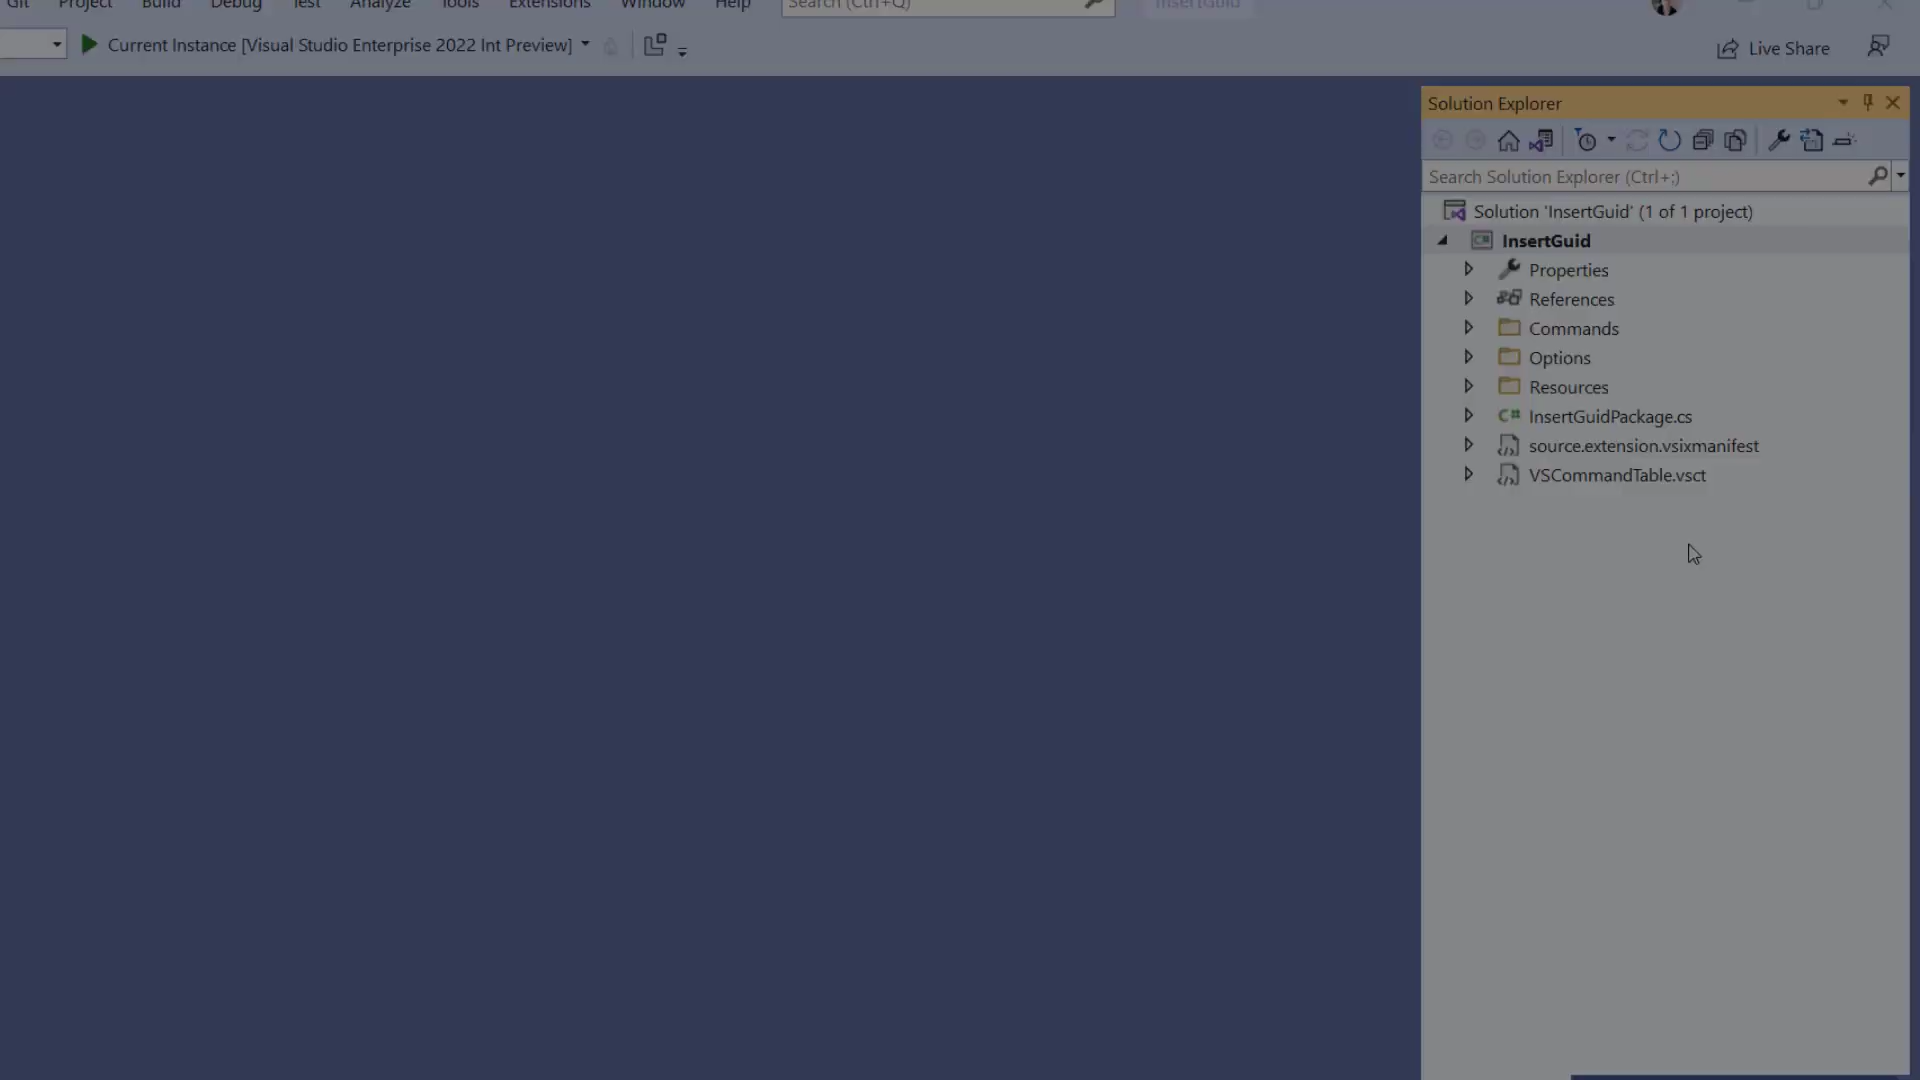 Git Project Build Debug Test Analyze Tools Extensions Window Help Search (Ctrl+Q) InsertGuid
Current Instance [Visual Studio Enterprise 2022 Int Preview]
Live Share
Solution Explorer
Search Solution Explorer (Ctrl+;)
Solution 'InsertGuid' (1 of 1 project)
InsertGuid
Properties
References
Commands
Options
Resources
InsertGuidPackage.cs
source.extension.vsixmanifest
VSCommandTable.vsct